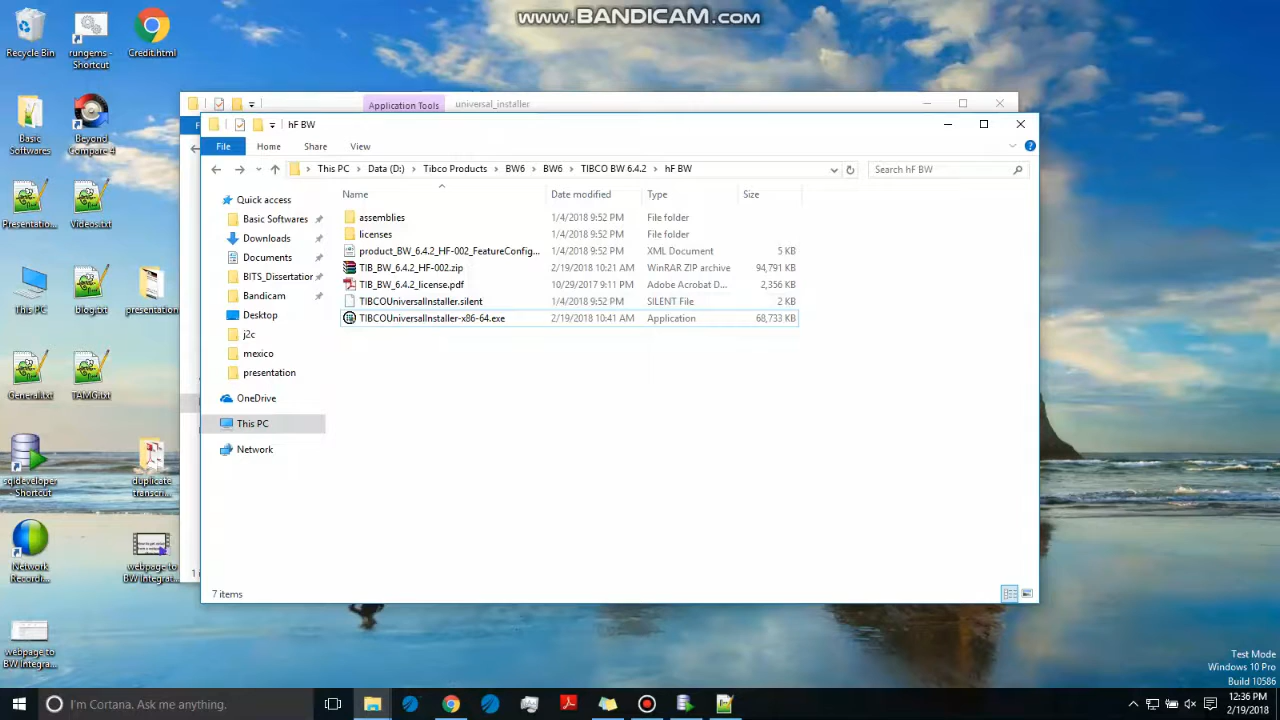 www.BANDICAM.com
Recycle Bin
rungems - Shortcut
Credit.html
Basic Softwares
Beyond Compare 4
Presentatio...
Videos.txt
This PC
blog.txt
presentation
General.txt
TAMG.txt
sqldeveloper - Shortcut
duplicate transcri...
Network Recordin...
webpage to BW Integrat...
webpage to BW Integra...
Application Tools
universal_installer
hF BW
File
Home
Share
View
This PC > Data (D:) > Tibco Products > BW6 > BW6 > TIBCO BW 6.4.2 > hF BW
Search hF BW
Name Date modified Type Size
Quick access
Basic Softwares
Downloads
Documents
BITS_Dissertation
Bandicam
Desktop
j2c
mexico
presentation
OneDrive
This PC
Network
assemblies 1/4/2018 9:52 PM File folder
licenses 1/4/2018 9:52 PM File folder
product_BW_6.4.2_HF-002_FeatureConfig... 1/4/2018 9:52 PM XML Document 5 KB
TIB_BW_6.4.2_HF-002.zip 2/19/2018 10:21 AM WinRAR ZIP archive 94,791 KB
TIB_BW_6.4.2_license.pdf 10/29/2017 9:11 PM Adobe Acrobat D... 2,356 KB
TIBCOUniversalInstaller.silent 1/4/2018 9:52 PM SILENT File 2 KB
TIBCOUniversalInstaller-x86-64.exe 2/19/2018 10:41 AM Application 68,733 KB
7 items
Test Mode
Windows 10 Pro
Build 10586
I'm Cortana. Ask me anything.
12:36 PM
2/19/2018